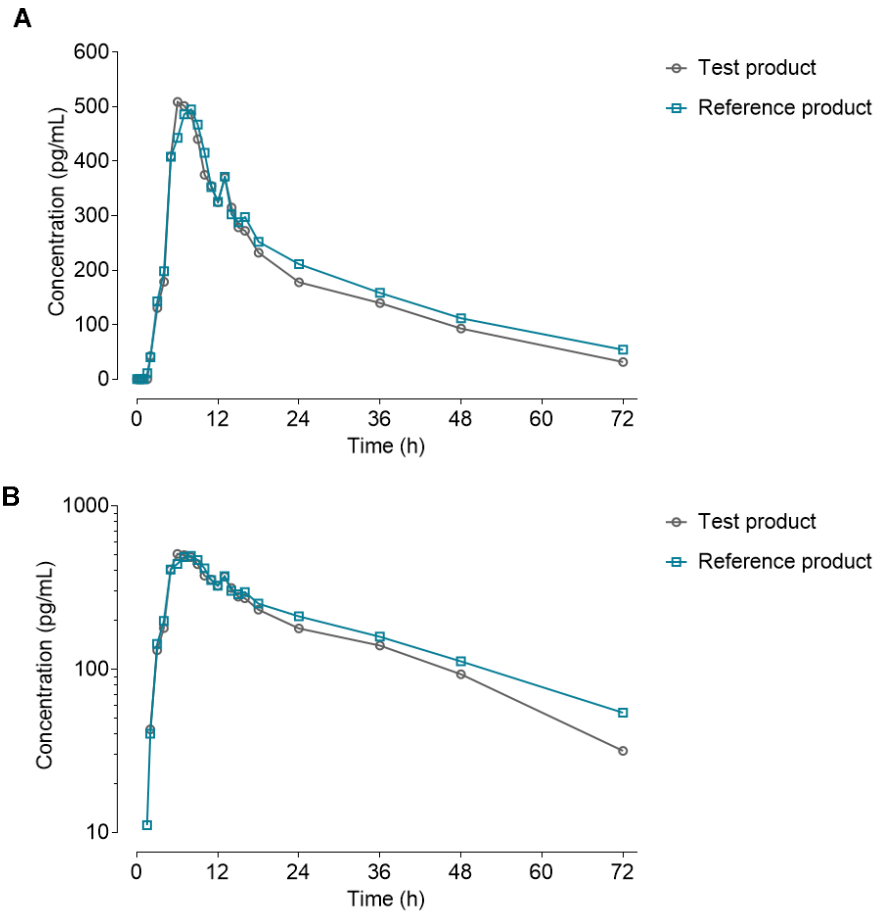 A
600
500
400
300
200
100
0
Concentration (pg/mL)
0 12 24 36 48 60 72
Time (h)
Test product
Reference product
B
1000
100
10
Concentration (pg/mL)
0 12 24 36 48 60 72
Time (h)
Test product
Reference product